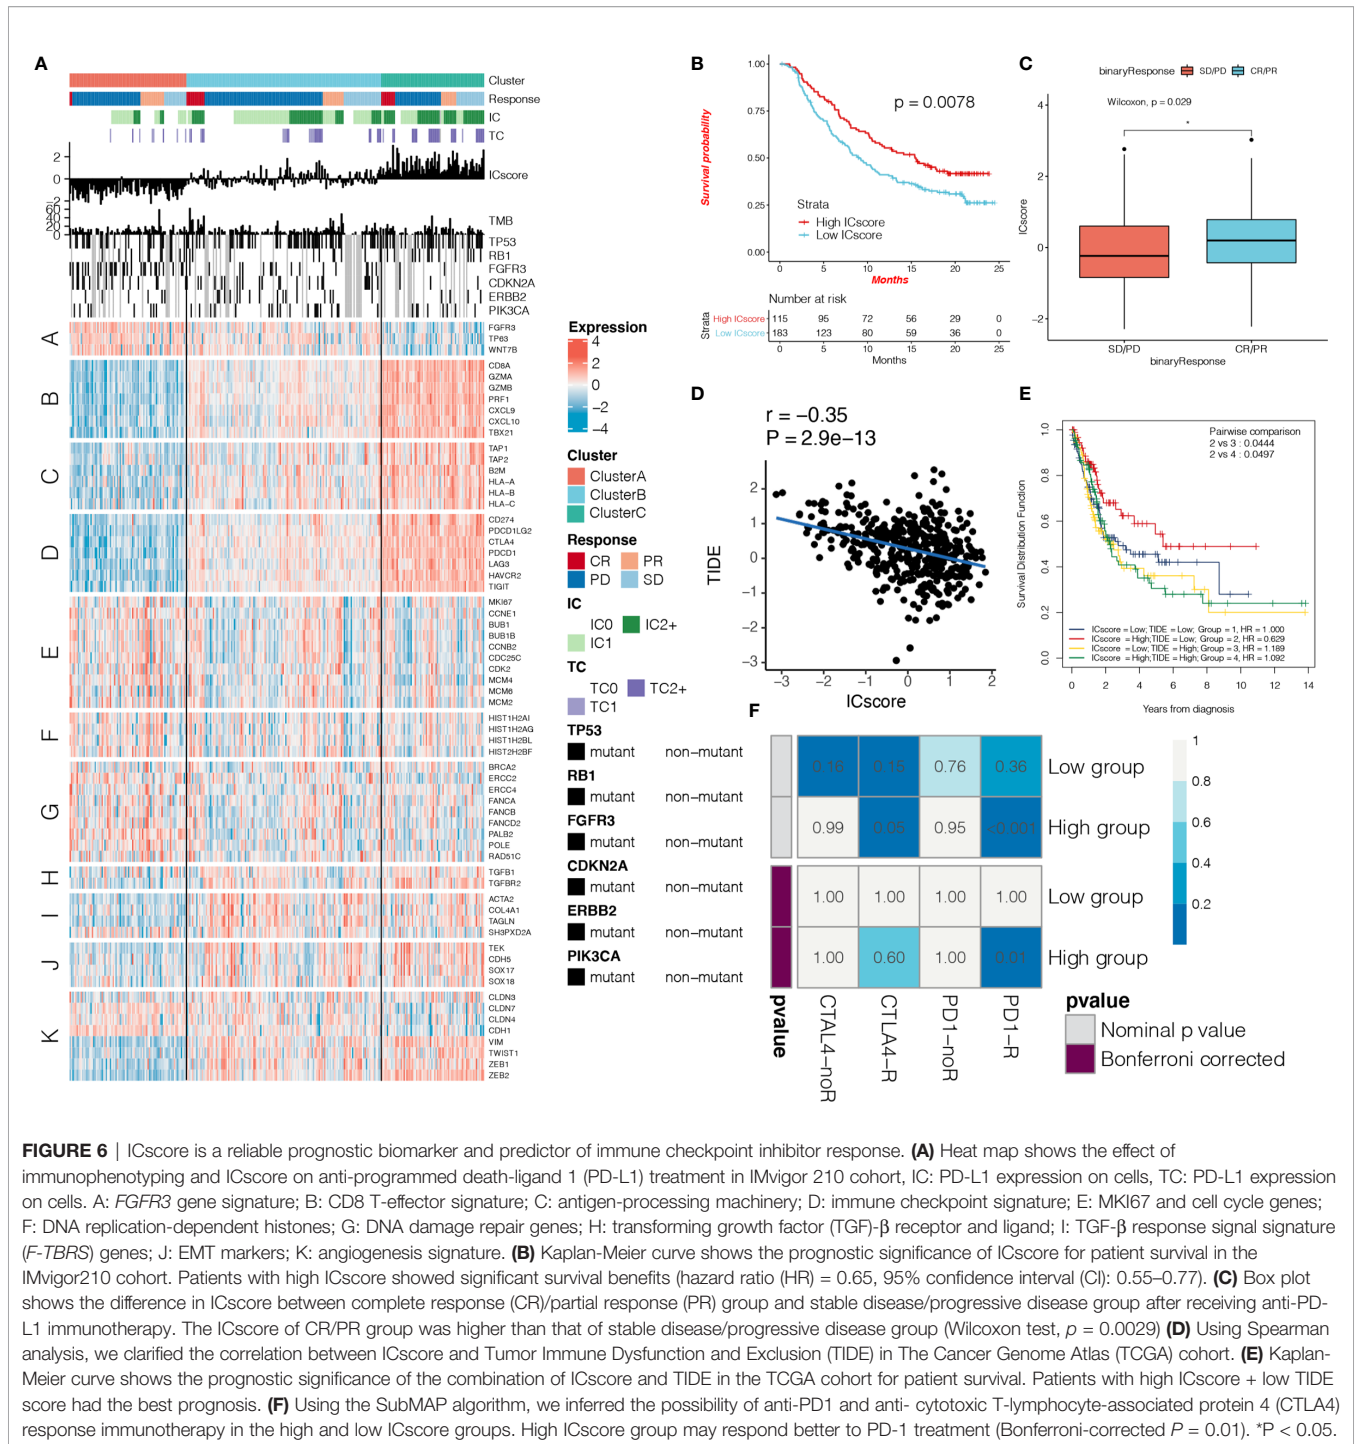 A
Cluster
Response
IC
TC
2
0
−2
ICscore
60
40
20
0
TMB
TP53
RB1
FGFR3
CDKN2A
ERBB2
PIK3CA
A
FGFR3
TP63
WNT7B
B
CD8A
GZMA
GZMB
PRF1
CXCL9
CXCL10
TBX21
C
TAP1
TAP2
B2M
HLA−A
HLA−B
HLA−C
D
CD274
PDCD1LG2
CTLA4
PDCD1
LAG3
HAVCR2
TIGIT
E
MKI67
CCNE1
BUB1
BUB1B
CCNB2
CDC25C
CDK2
MCM4
MCM6
MCM2
F
HIST1H2AI
HIST1H2AG
HIST1H2BL
HIST2H2BF
G
BRCA2
ERCC2
ERCC4
FANCA
FANCB
FANCD2
PALB2
POLE
RAD51C
H
TGFB1
TGFBR2
I
ACTA2
COL4A1
TAGLN
SH3PXD2A
J
TEK
CDH5
SOX17
SOX18
K
CLDN3
CLDN7
CLDN4
CDH1
VIM
TWIST1
ZEB1
ZEB2
Expression
4
2
0
−2
−4
Cluster
ClusterA
ClusterB
ClusterC
Response
CR PR
PD SD
IC
IC0 IC2+
IC1
TC
TC0 TC2+
TC1
TP53
mutant non−mutant
RB1
mutant non−mutant
FGFR3
mutant non−mutant
CDKN2A
mutant non−mutant
ERBB2
mutant non−mutant
PIK3CA
mutant non−mutant
B
Survival probability
1.00
0.75
0.50
0.25
0.00
p = 0.0078
Strata
High ICscore
Low ICscore
0 5 10 15 20 25
Months
Number at risk
Strata
High ICscore 115 95 72 56 29 0
Low ICscore 183 123 80 59 36 0
0 5 10 15 20 25
Months
C
binaryResponse SD/PD CR/PR
Wilcoxon, p = 0.029
*
ICscore
4
2
0
−2
SD/PD CR/PR
binaryResponse
D
r = −0.35
P = 2.9e−13
TIDE
2
1
0
−1
−2
−3
−3 −2 −1 0 1 2
ICscore
E
Pairwise comparison
2 vs 3 : 0.0444
2 vs 4 : 0.0497
Survival Distribution Function
1.0
0.8
0.6
0.4
0.2
0.0
ICscore = Low; TIDE = Low; Group = 1, HR = 1.000
ICscore = High;TIDE = Low; Group = 2, HR = 0.629
ICscore = Low;TIDE = High; Group = 3, HR = 1.189
ICscore = High;TIDE = High; Group = 4, HR = 1.092
0 2 4 6 8 10 12 14
Years from diagnosis
F
0.16 0.15 0.76 0.36 Low group
0.99 0.05 0.95 <0.001 High group
1.00 1.00 1.00 1.00 Low group
1.00 0.60 1.00 0.01 High group
pvalue
CTAL4−noR
CTLA4−R
PD1−noR
PD1−R
1
0.8
0.6
0.4
0.2
pvalue
Nominal p value
Bonferroni corrected
FIGURE 6 | ICscore is a reliable prognostic biomarker and predictor of immune checkpoint inhibitor response. (A) Heat map shows the effect of
immunophenotyping and ICscore on anti-programmed death-ligand 1 (PD-L1) treatment in IMvigor 210 cohort, IC: PD-L1 expression on cells, TC: PD-L1 expression
on cells. A: FGFR3 gene signature; B: CD8 T-effector signature; C: antigen-processing machinery; D: immune checkpoint signature; E: MKI67 and cell cycle genes;
F: DNA replication-dependent histones; G: DNA damage repair genes; H: transforming growth factor (TGF)-β receptor and ligand; I: TGF-β response signal signature
(F-TBRS) genes; J: EMT markers; K: angiogenesis signature. (B) Kaplan-Meier curve shows the prognostic significance of ICscore for patient survival in the
IMvigor210 cohort. Patients with high ICscore showed significant survival benefits (hazard ratio (HR) = 0.65, 95% confidence interval (CI): 0.55–0.77). (C) Box plot
shows the difference in ICscore between complete response (CR)/partial response (PR) group and stable disease/progressive disease group after receiving anti-PD-
L1 immunotherapy. The ICscore of CR/PR group was higher than that of stable disease/progressive disease group (Wilcoxon test, p = 0.0029) (D) Using Spearman
analysis, we clarified the correlation between ICscore and Tumor Immune Dysfunction and Exclusion (TIDE) in The Cancer Genome Atlas (TCGA) cohort. (E) Kaplan-
Meier curve shows the prognostic significance of the combination of ICscore and TIDE in the TCGA cohort for patient survival. Patients with high ICscore + low TIDE
score had the best prognosis. (F) Using the SubMAP algorithm, we inferred the possibility of anti-PD1 and anti- cytotoxic T-lymphocyte-associated protein 4 (CTLA4)
response immunotherapy in the high and low ICscore groups. High ICscore group may respond better to PD-1 treatment (Bonferroni-corrected P = 0.01). *P < 0.05.